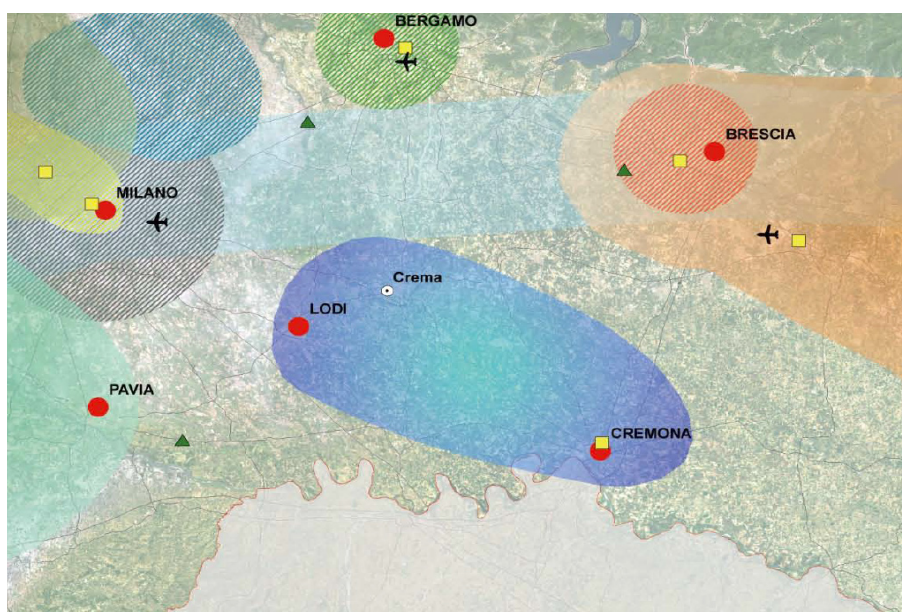 BERGAMO
BRESCIA
MILANO
Crema
LODI
PAVIA
CREMONA